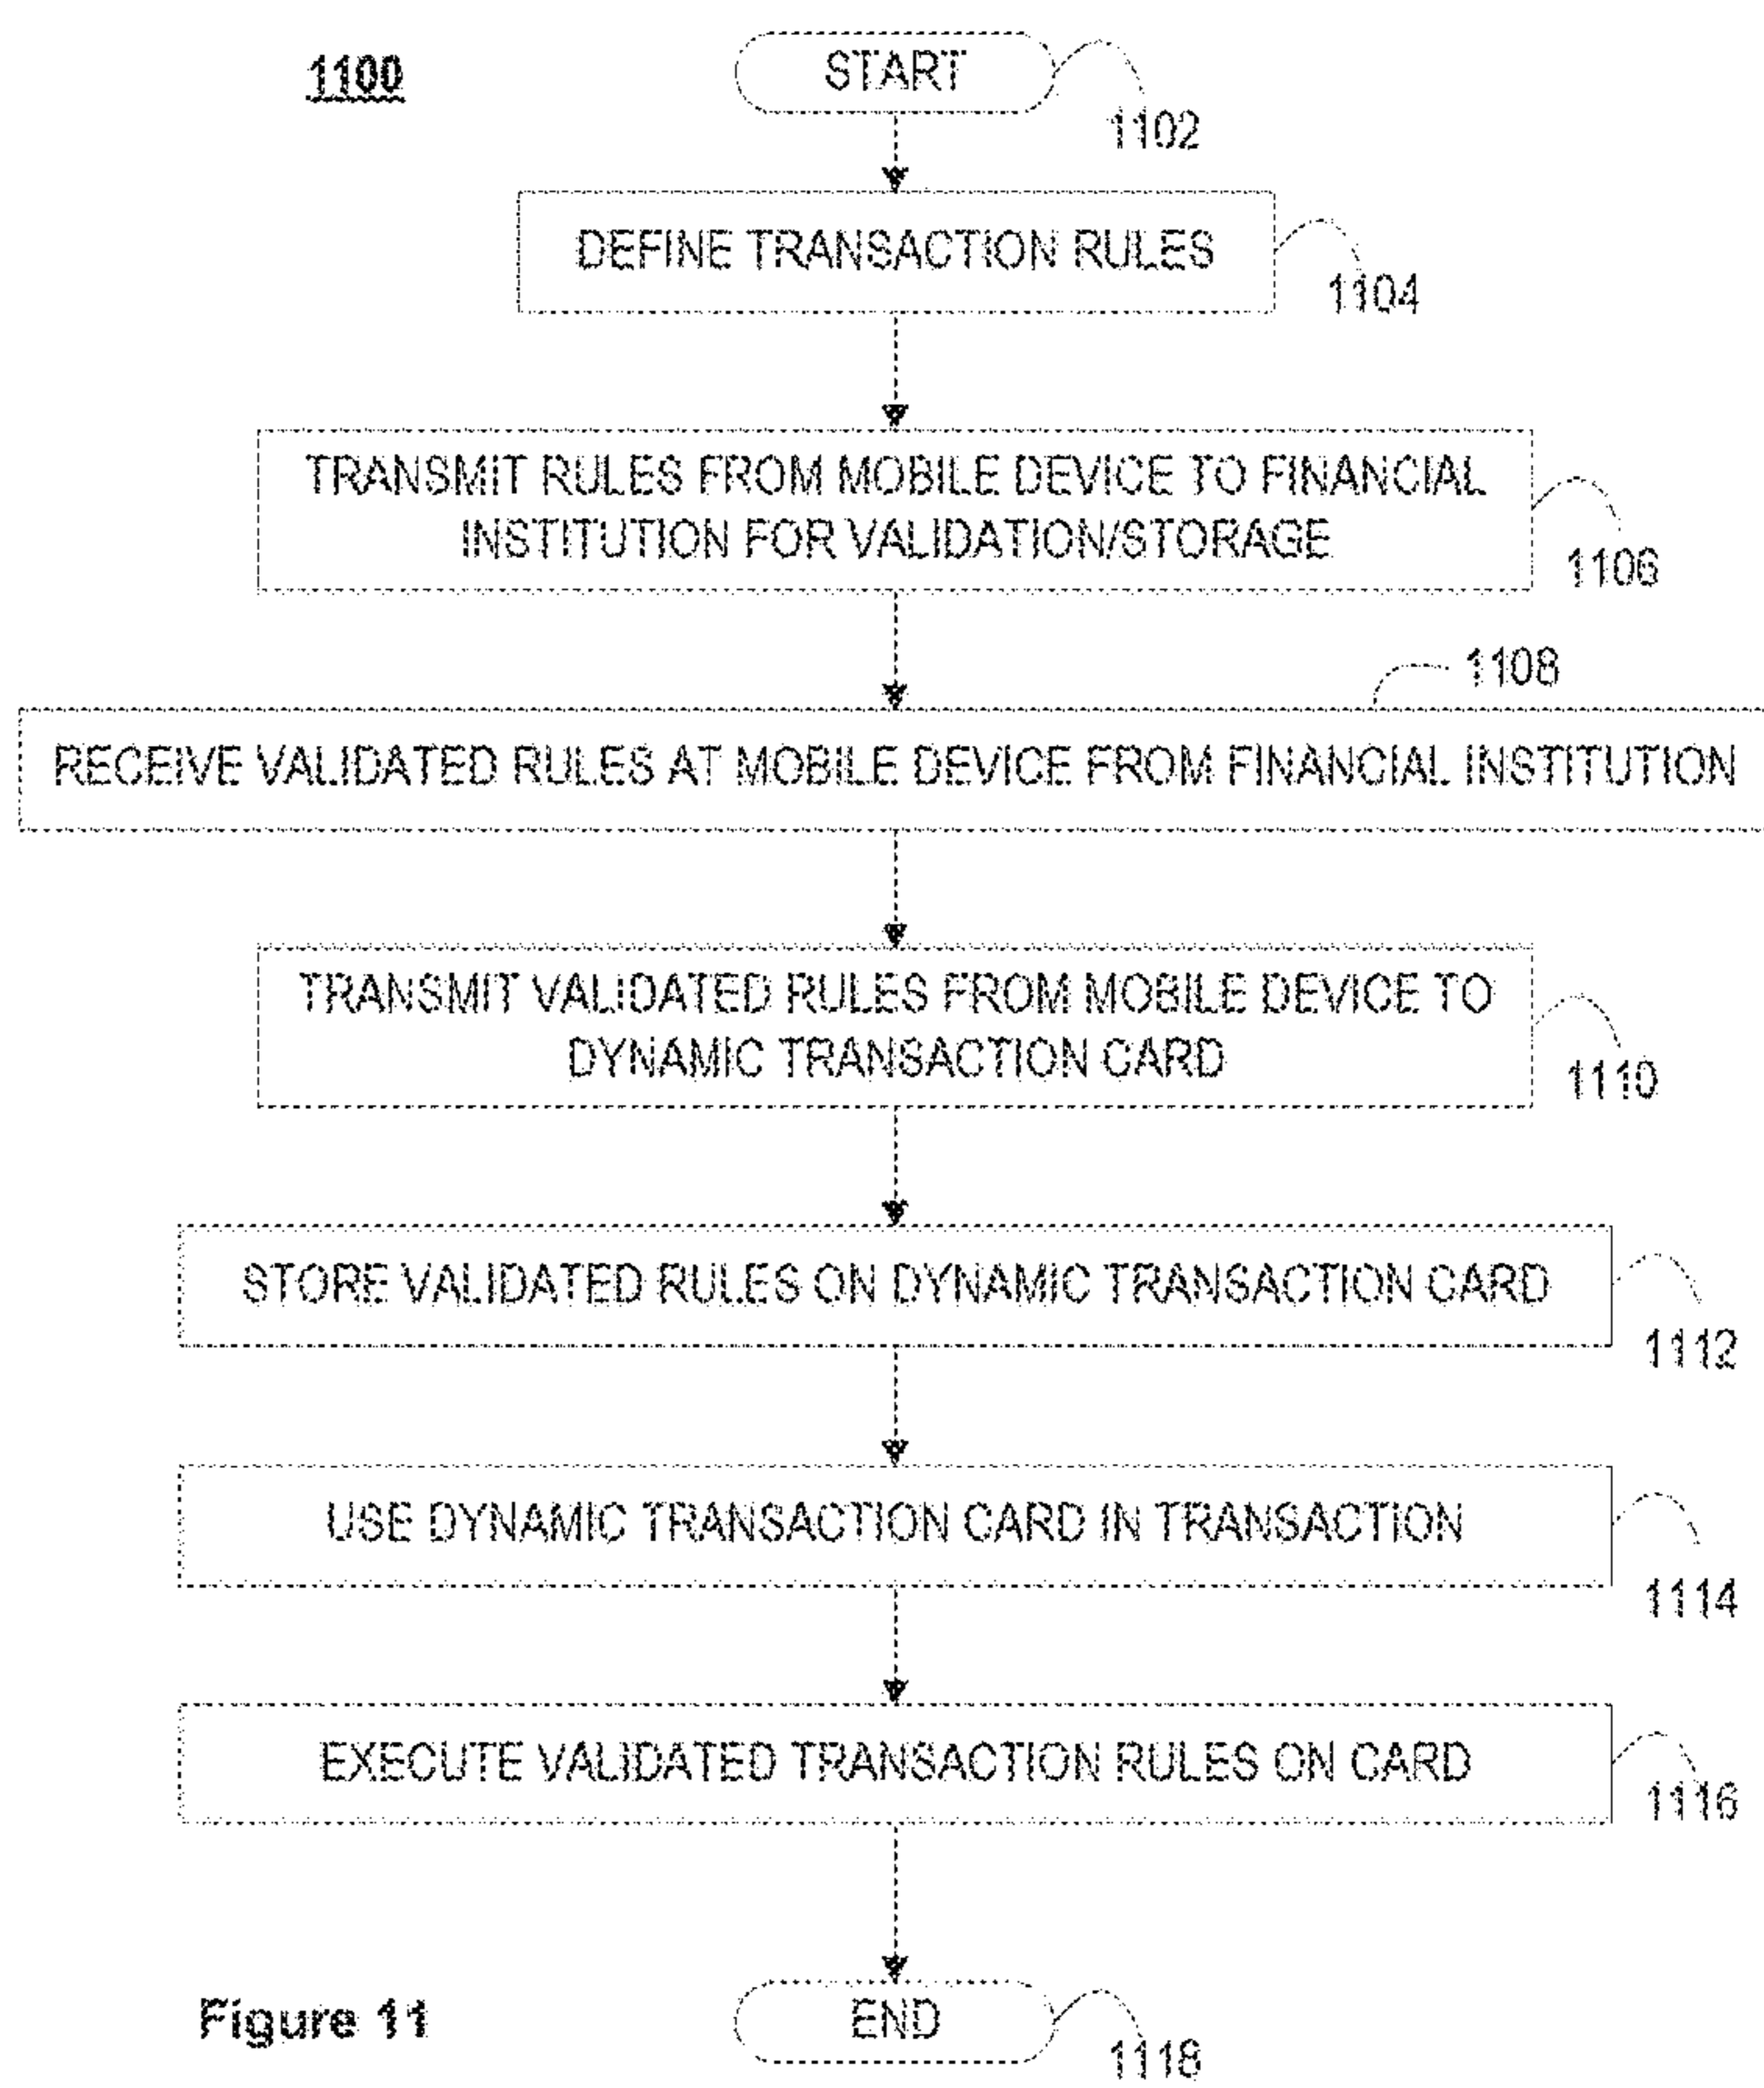 1100
START
1102
DEFINE TRANSACTION RULES
1104
TRANSMIT RULES FROM MOBILE DEVICE TO FINANCIAL
INSTITUTION FOR VALIDATION/STORAGE
1106
1108
RECEIVE VALIDATED RULES AT MOBILE DEVICE FROM FINANCIAL INSTITUTION
TRANSMIT VALIDATED RULES FROM MOBILE DEVICE TO
DYNAMIC TRANSACTION CARD
1110
STORE VALIDATED RULES ON DYNAMIC TRANSACTION CARD
1112
USE DYNAMIC TRANSACTION CARD IN TRANSACTION
1114
EXECUTE VALIDATED TRANSACTION RULES ON CARD
1116
END
1118
Figure 11